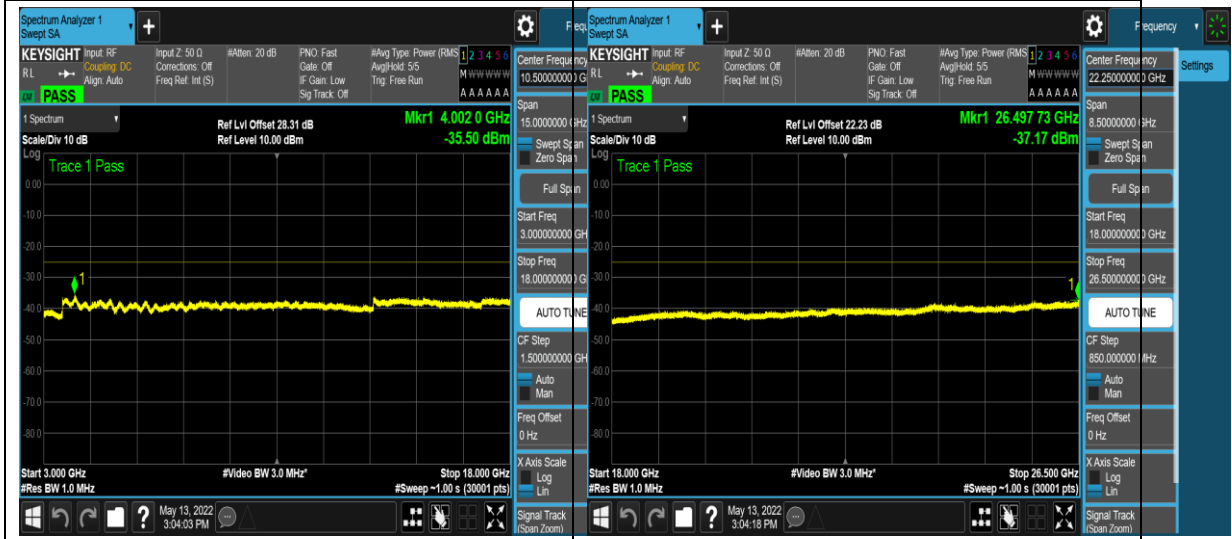 Spectrum Analyzer 1
Swept SA
KEYSIGHT
RL
PASS
Input: RF
Coupling: DC
Align: Auto
Input Z: 50 Ω
Corrections: Off
Freq Ref: Int (S)
#Atten: 20 dB
PNO: Fast
Gate: Off
IF Gain: Low
Sig Track: Off
#Avg Type: Power (RMS
Avg|Hold: 5/5
Trig: Free Run
1 2 3 4 5 6
M W W W W W
A A A A A A
1 Spectrum
Scale/Div 10 dB
Log
Ref Lvl Offset 28.31 dB
Ref Level 10.00 dBm
Mkr1 4.002 0 GHz
-35.50 dBm
Trace 1 Pass
0.00
-10.0
-20.0
-30.0
-40.0
-50.0
-60.0
-70.0
-80.0
1
Start 3.000 GHz
#Res BW 1.0 MHz
#Video BW 3.0 MHz*
Stop 18.000 GHz
#Sweep ~1.00 s (30001 pts)
May 13, 2022
3:04:03 PM
Frequ
Center Frequency
10.50000000 G
Span
15.0000000 GHz
Swept Span
Zero Span
Full Span
Start Freq
3.000000000 GH
Stop Freq
18.00000000 G
AUTO TUNE
CF Step
1.500000000 GH
Auto
Man
Freq Offset
0 Hz
X Axis Scale
Log
Lin
Signal Track
(Span Zoom)
Spectrum Analyzer 1
Swept SA
KEYSIGHT
RL
PASS
Input: RF
Coupling: DC
Align: Auto
Input Z: 50 Ω
Corrections: Off
Freq Ref: Int (S)
#Atten: 20 dB
PNO: Fast
Gate: Off
IF Gain: Low
Sig Track: Off
#Avg Type: Power (RMS
Avg|Hold: 5/5
Trig: Free Run
1 2 3 4 5 6
M W W W W W
A A A A A A
1 Spectrum
Scale/Div 10 dB
Log
Ref Lvl Offset 22.23 dB
Ref Level 10.00 dBm
Mkr1 26.497 73 GHz
-37.17 dBm
Trace 1 Pass
0.00
-10.0
-20.0
-30.0
-40.0
-50.0
-60.0
-70.0
-80.0
1
Start 18.000 GHz
#Res BW 1.0 MHz
#Video BW 3.0 MHz*
Stop 26.500 GHz
#Sweep ~1.00 s (30001 pts)
May 13, 2022
3:04:18 PM
Frequency
Settings
Center Frequency
22.250000000 GHz
Span
8.50000000 GHz
Swept Span
Zero Span
Full Span
Start Freq
18.000000000 GHz
Stop Freq
26.500000000 GHz
AUTO TUNE
CF Step
850.000000 MHz
Auto
Man
Freq Offset
0 Hz
X Axis Scale
Log
Lin
Signal Track
(Span Zoom)